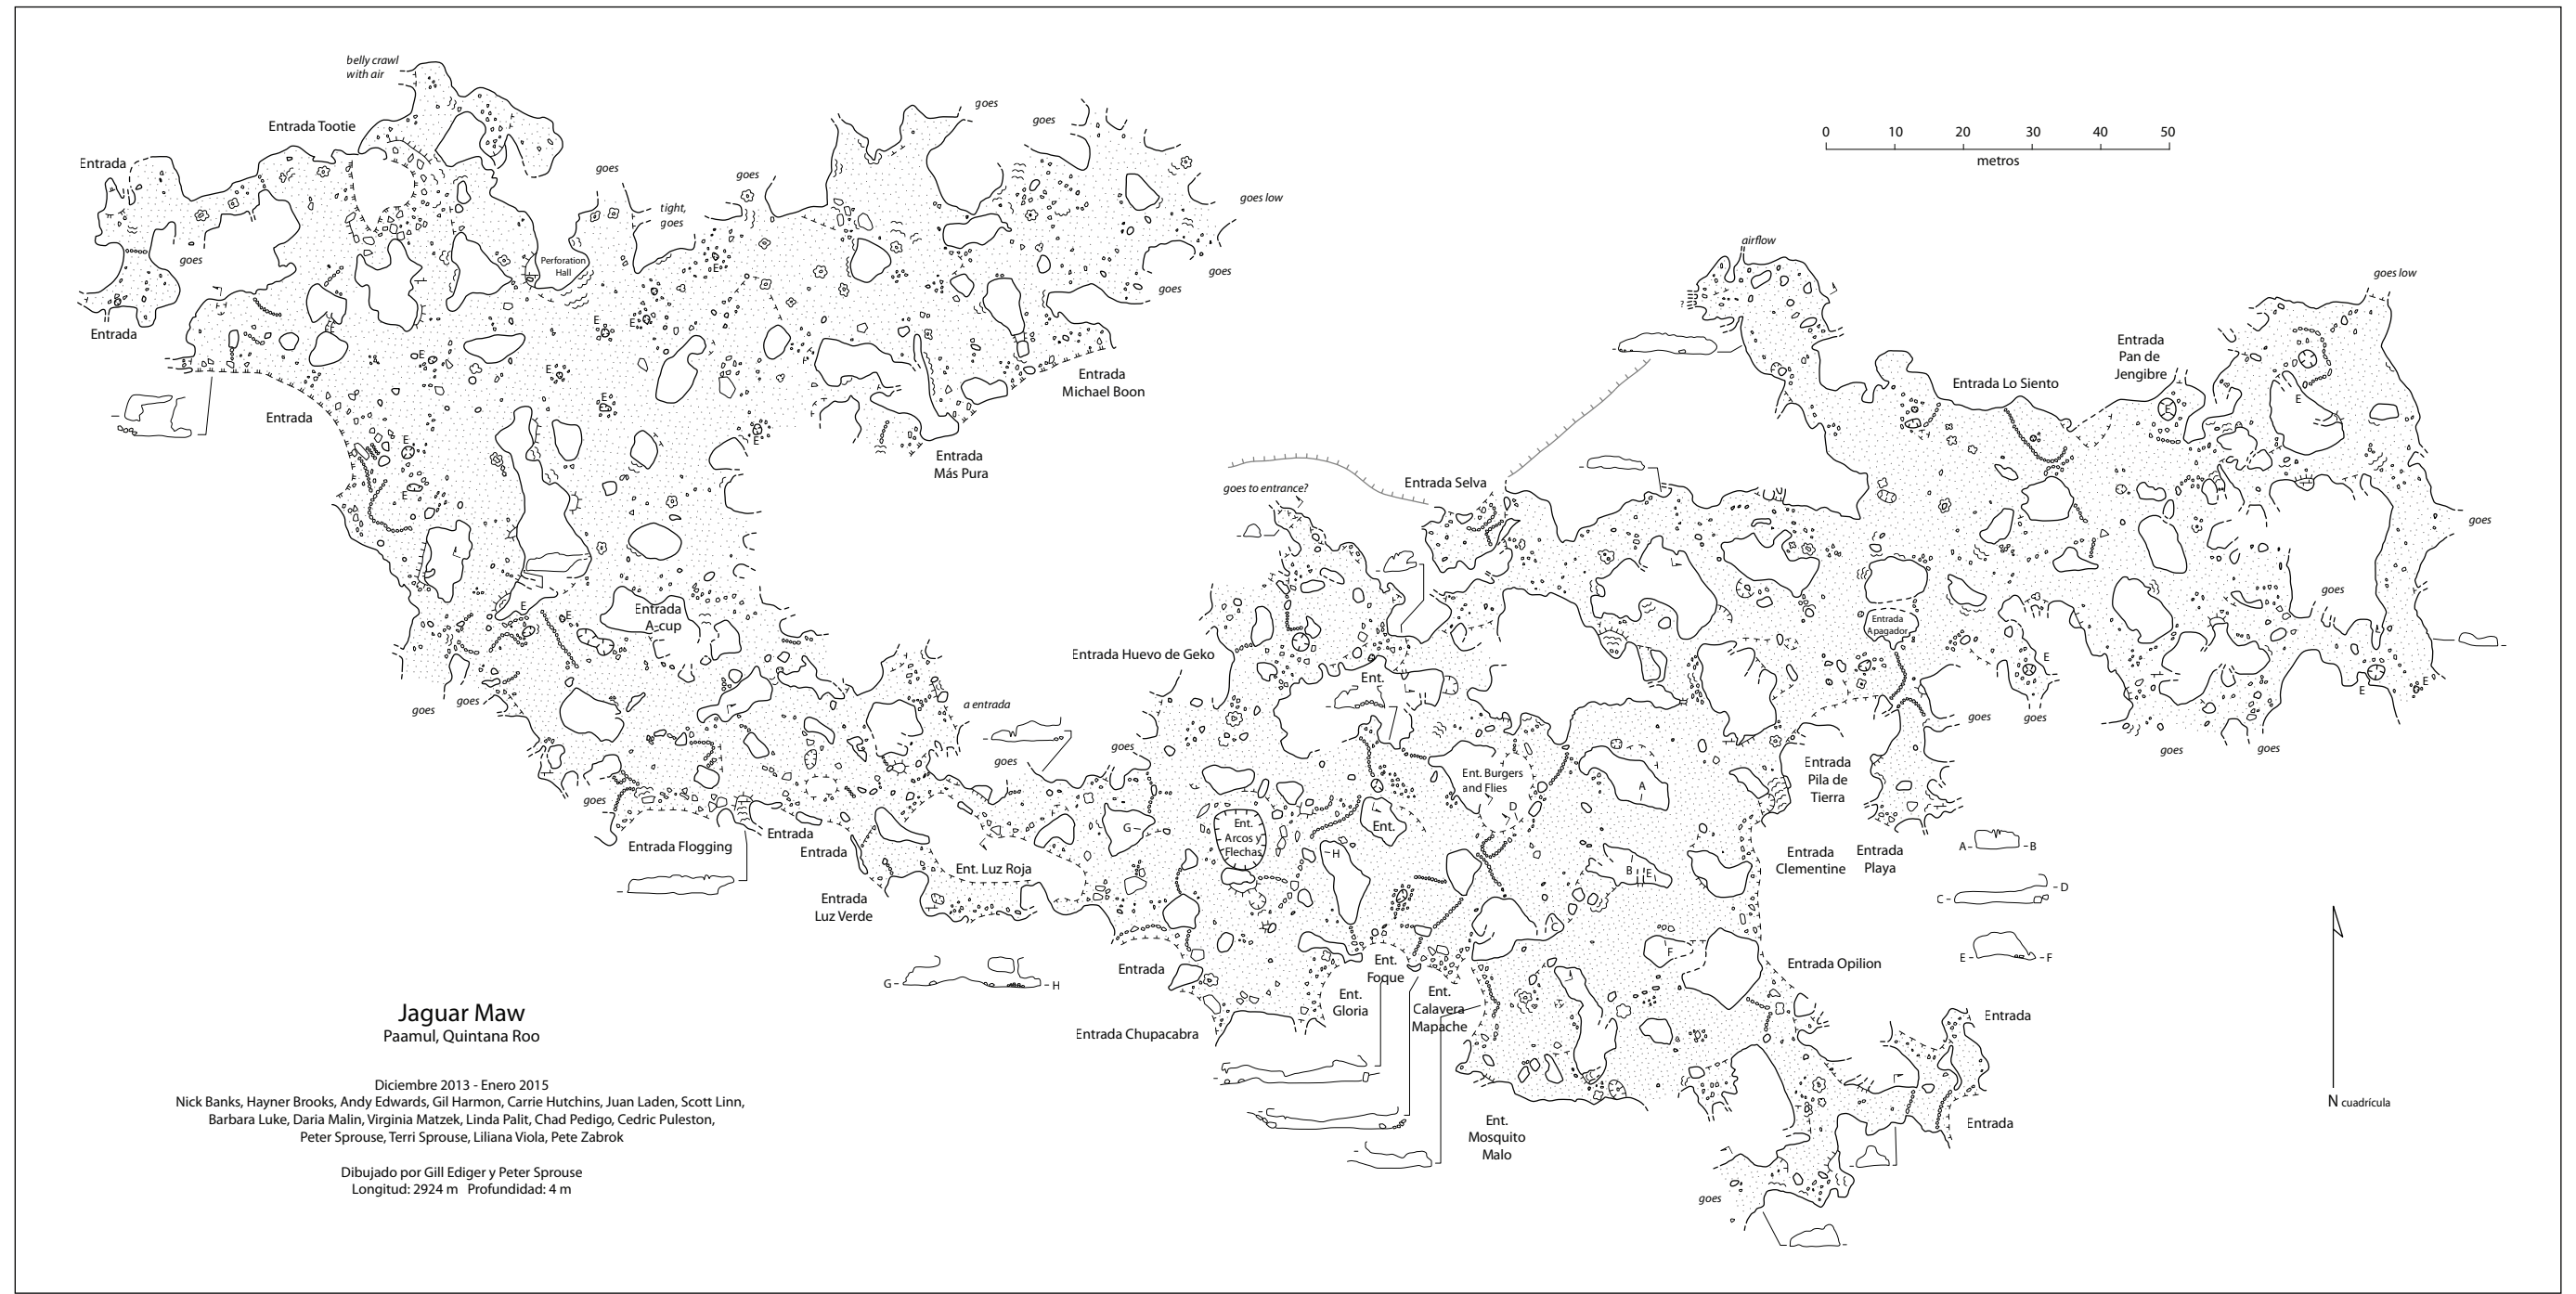 belly crawl
with air
Entrada Tootie
Entrada
goes
Entrada
goes
tight,
goes
Perforation
Hall
goes
goes
goes
goes low
goes
goes
Entrada
Michael Boon
Entrada
Más Pura
Entrada
E
E
E
E
E
E
E
E
E
E
E
Entrada
A-cup
goes
goes
goes
Entrada Flogging
Entrada
Entrada
Entrada
Luz Verde
a entrada
goes
Ent. Luz Roja
0 10 20 30 40 50
metros
airflow
?
goes low
Entrada
Pan de
Jengibre
Entrada Lo Siento
E
E
Entrada Selva
goes to entrance?
goes
goes
Entrada
Apagador
Entrada Huevo de Geko
Ent.
E
E
E
goes
goes
goes
goes
goes
Entrada
Pila de
Tierra
Ent. Burgers
and Flies
A
D
G
Ent.
Arcos y
Flechas
Ent.
H
B
E
Entrada
Clementine
Entrada
Playa
A - - B
C - - D
E - - F
G - - H
Entrada
Ent.
Foque
Ent.
Gloria
Ent.
Calavera
Mapache
F
Entrada Opilion
Entrada Chupacabra
Entrada
Entrada
Ent.
Mosquito
Malo
goes
N cuadrícula
Jaguar Maw
Paamul, Quintana Roo
Diciembre 2013 - Enero 2015
Nick Banks, Hayner Brooks, Andy Edwards, Gil Harmon, Carrie Hutchins, Juan Laden, Scott Linn,
Barbara Luke, Daria Malin, Virginia Matzek, Linda Palit, Chad Pedigo, Cedric Puleston,
Peter Sprouse, Terri Sprouse, Liliana Viola, Pete Zabrok
Dibujado por Gill Ediger y Peter Sprouse
Longitud: 2924 m Profundidad: 4 m